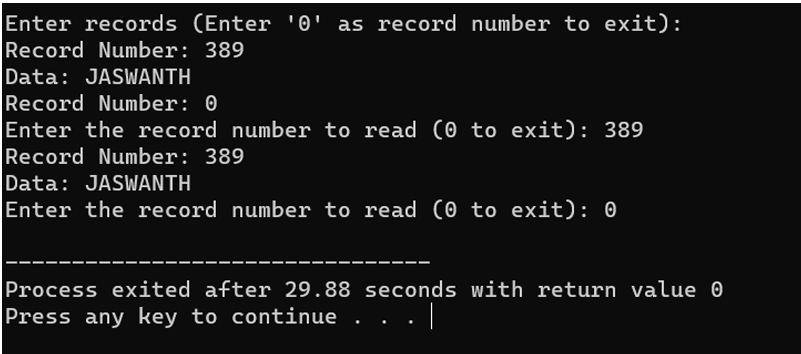 Enter records (Enter '0' as record number to exit):
Record Number: 389
Data: JASWANTH
Record Number: 0
Enter the record number to read (0 to exit): 389
Record Number: 389
Data: JASWANTH
Enter the record number to read (0 to exit): 0
--------------------------------
Process exited after 29.88 seconds with return value 0
Press any key to continue . . .